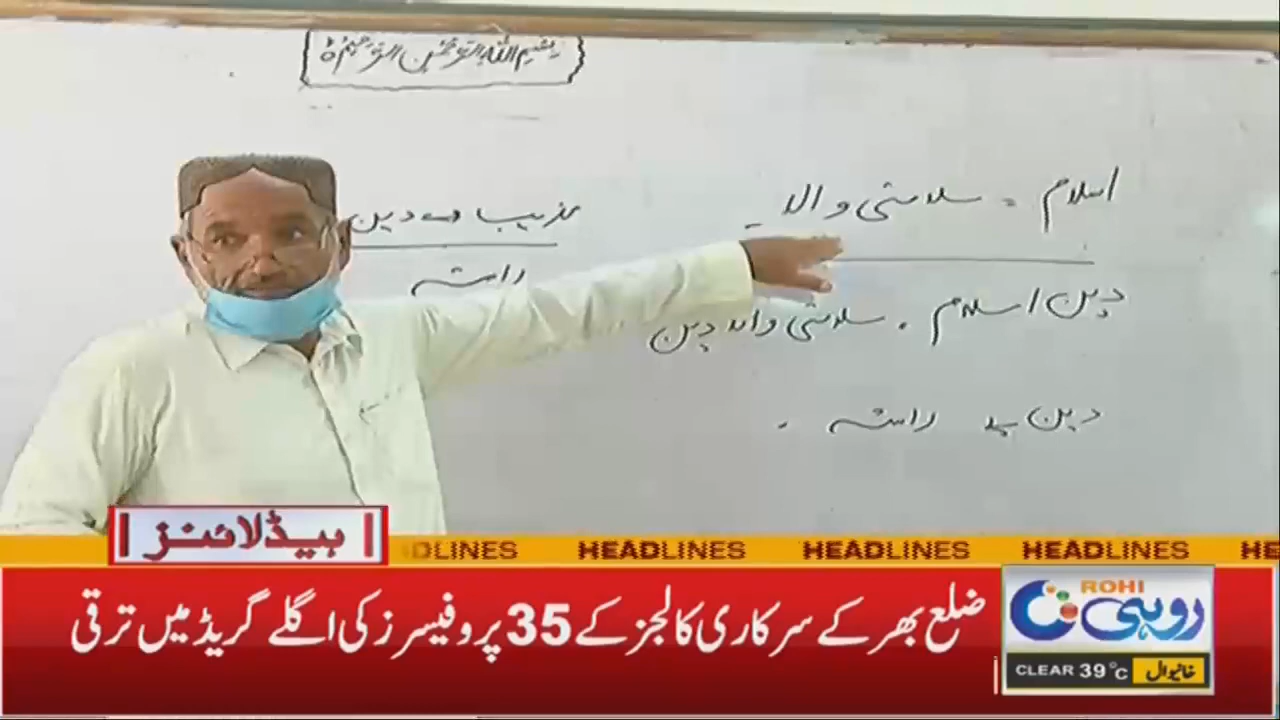 بسم اللہ الرحمٰن الرحیم
اسلام = سلامتی والا
مذہب اور دین
راستہ
دین اسلام . سلامتی والا دین
دین راستہ
ہیڈلائنز
HEADLINES HEADLINES HEADLINES
ضلع بھر کے سرکاری کالجز کے 35 پروفیسرز کی اگلے گریڈ میں ترقی
ROHI
روہی
CLEAR 39°C خانیوال